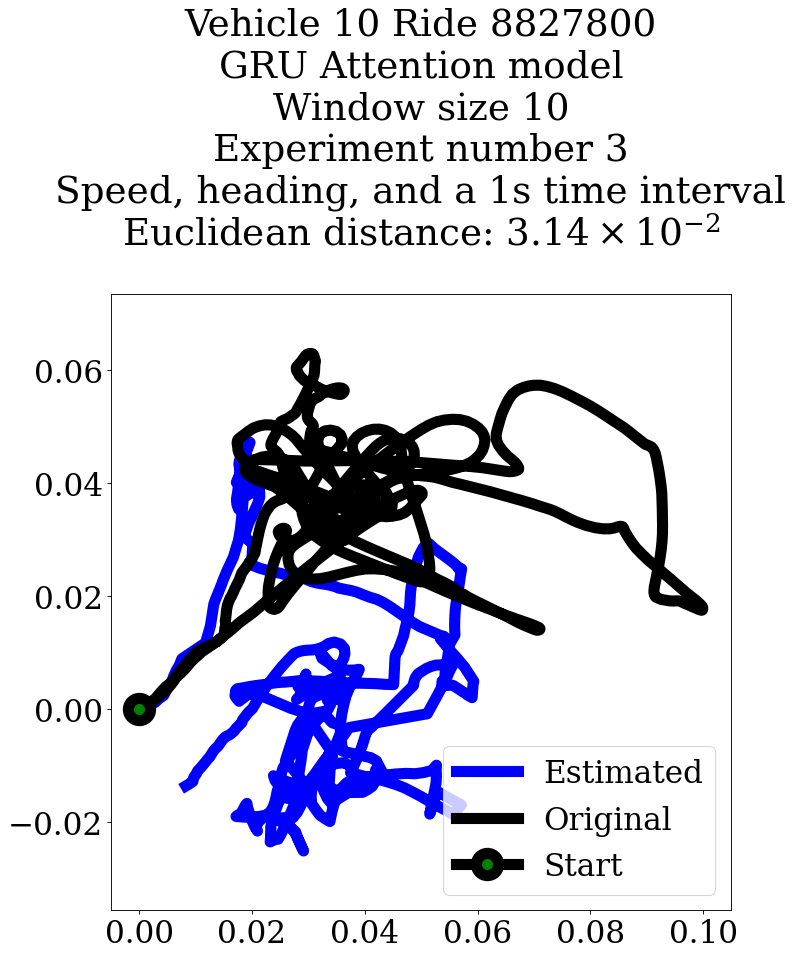 Vehicle 10 Ride 8827800
GRU Attention model
Window size 10
Experiment number 3
Speed, heading, and a 1s time interval
Euclidean distance: 3.14 × 10⁻²
0.06
0.04
0.02
0.00
−0.02
Estimated
Original
Start
0.00 0.02 0.04 0.06 0.08 0.10